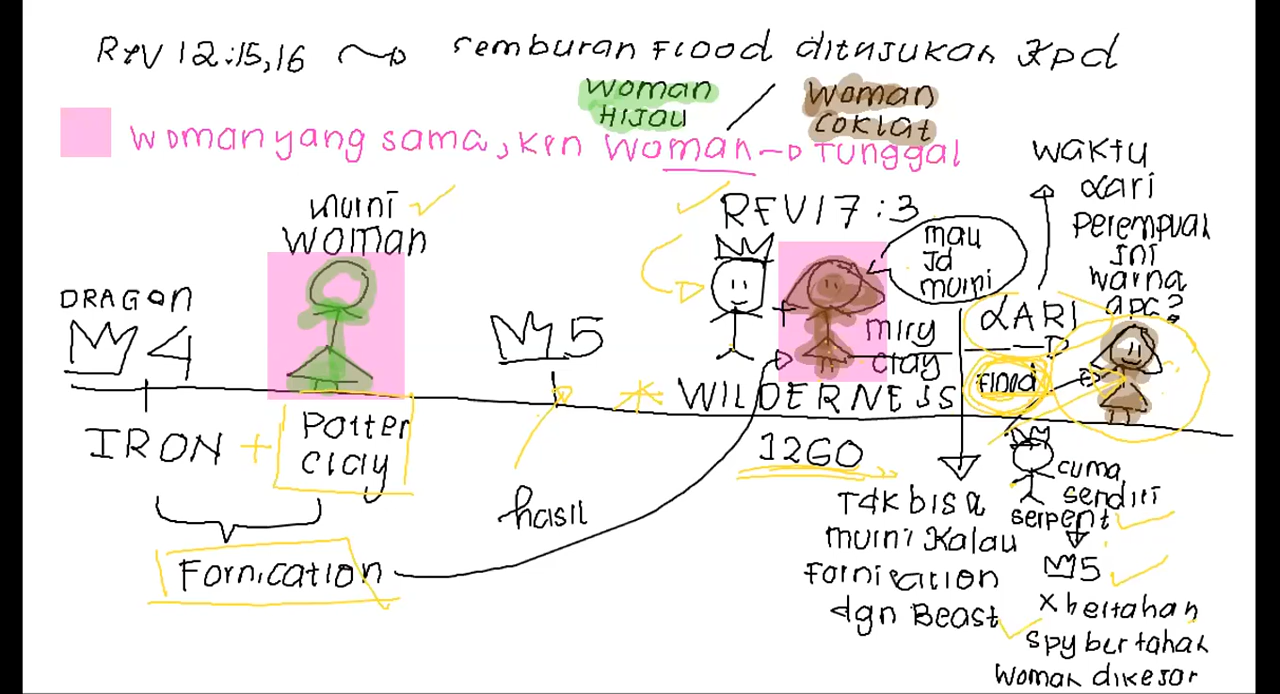 REV 12:15,16 semburan FLOOD ditujukan Kpd
WOMAN HIJAU
WOMAN COKLAT
woman yang sama, krn Woman → Tunggal
murni
WOMAN
DRAGON
4
IRON + Potter clay
Fornication
hasil
5
REV17:3
mau Jd murni
+
miry clay
WILDERNESS
1260
waktu
dari
perempuan
ini
warna
apa?
DARI
Flood
Tdk bisa
murni Kalau
fornication
dgn Beast
cuma
sendiri
serpent
5
X bertahan
spy bertahan
woman dikejar